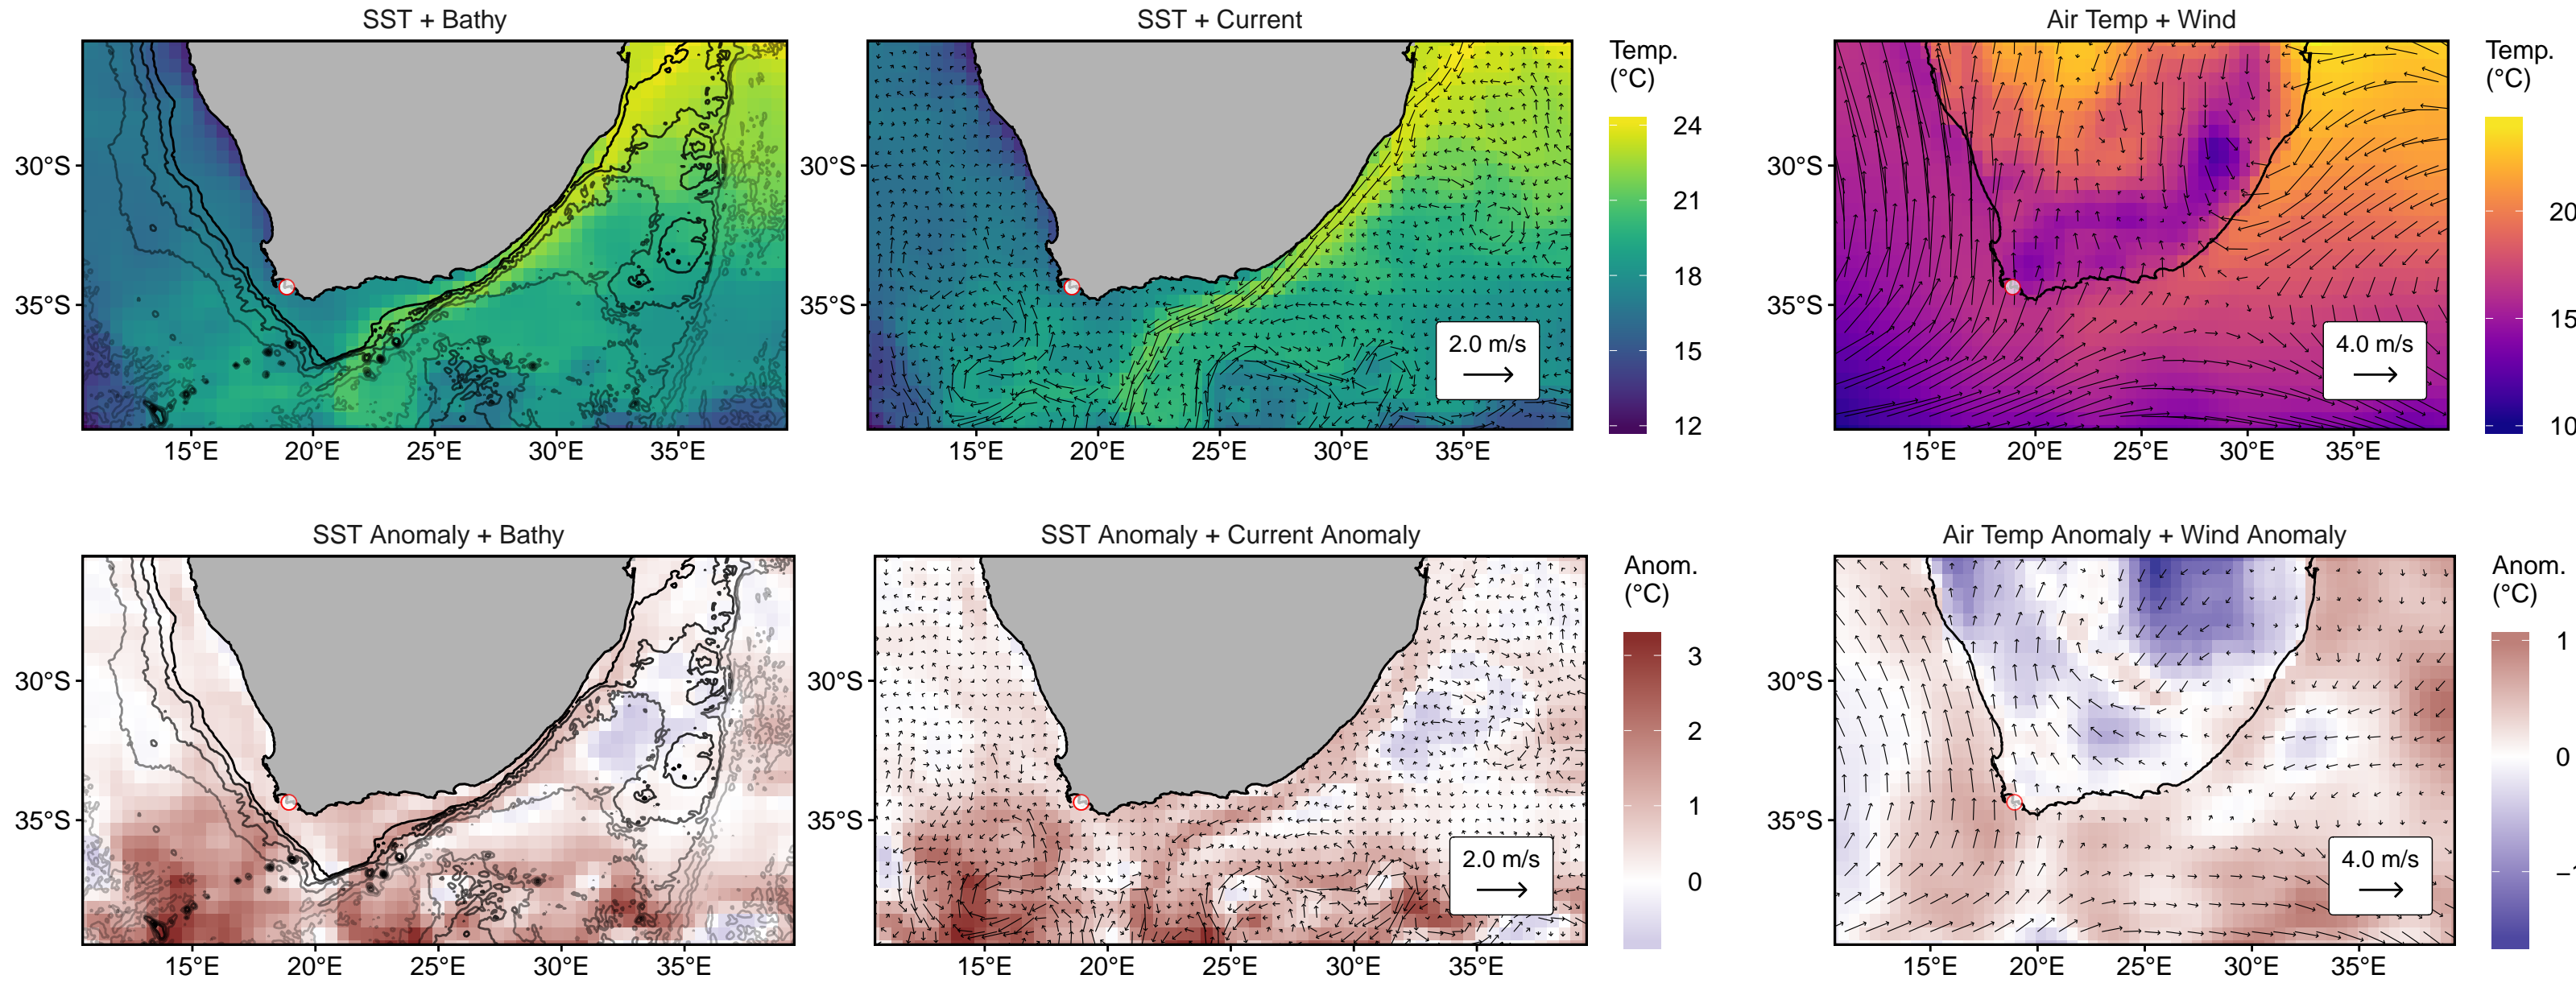 SST + Bathy
SST + Current
Air Temp + Wind
30°S
35°S
15°E 20°E 25°E 30°E 35°E
30°S
35°S
2.0 m/s
15°E 20°E 25°E 30°E 35°E
Temp.
(°C)
24
21
18
15
12
30°S
35°S
4.0 m/s
15°E 20°E 25°E 30°E 35°E
Temp.
(°C)
20
15
10
SST Anomaly + Bathy
SST Anomaly + Current Anomaly
Air Temp Anomaly + Wind Anomaly
30°S
35°S
15°E 20°E 25°E 30°E 35°E
30°S
35°S
2.0 m/s
15°E 20°E 25°E 30°E 35°E
Anom.
(°C)
3
2
1
0
30°S
35°S
4.0 m/s
15°E 20°E 25°E 30°E 35°E
Anom.
(°C)
1
0